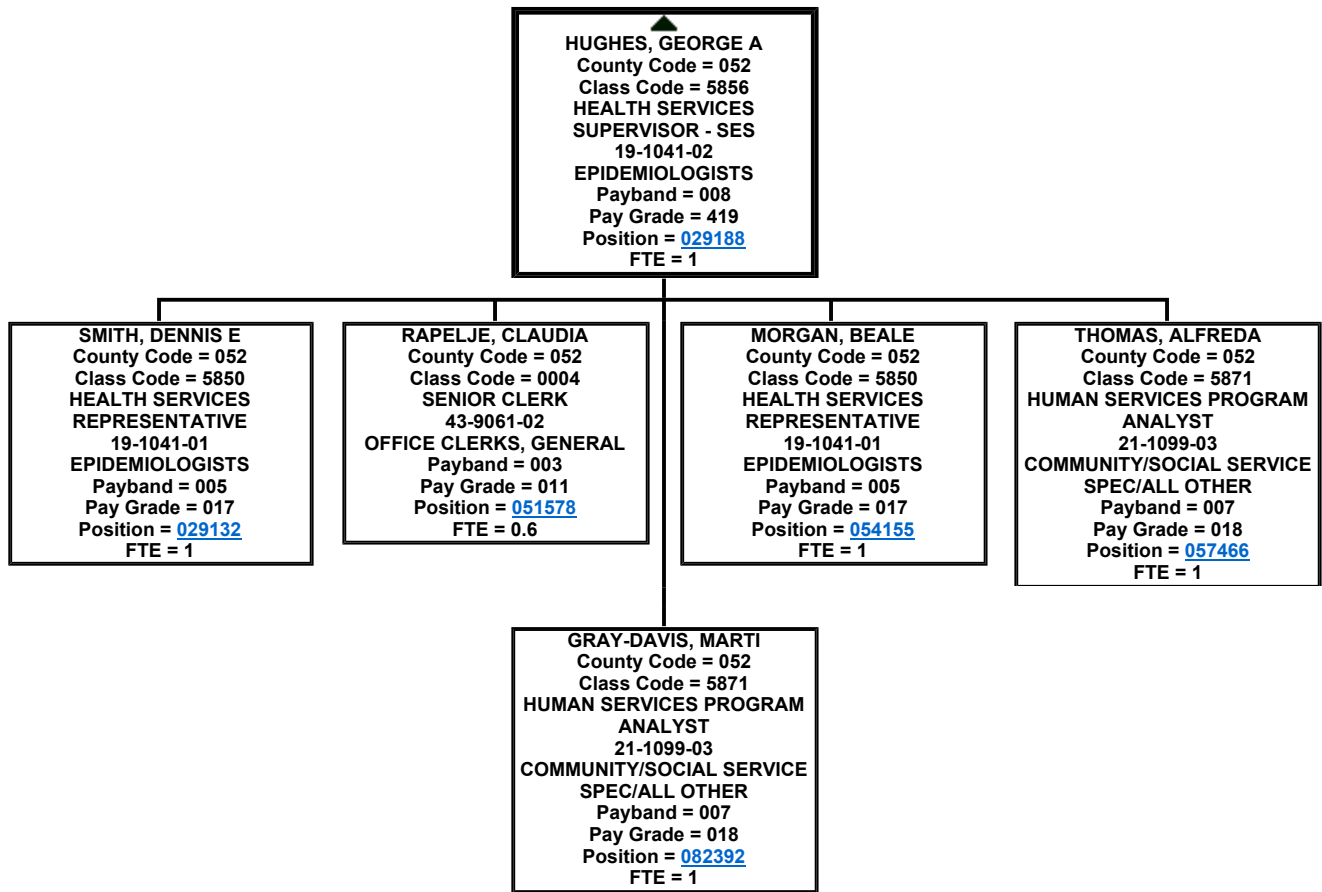 HUGHES, GEORGE A
County Code = 052
Class Code = 5856
HEALTH SERVICES
SUPERVISOR - SES
19-1041-02
EPIDEMIOLOGISTS
Payband = 008
Pay Grade = 419
Position = 029188
FTE = 1
SMITH, DENNIS E
County Code = 052
Class Code = 5850
HEALTH SERVICES
REPRESENTATIVE
19-1041-01
EPIDEMIOLOGISTS
Payband = 005
Pay Grade = 017
Position = 029132
FTE = 1
RAPELJE, CLAUDIA
County Code = 052
Class Code = 0004
SENIOR CLERK
43-9061-02
OFFICE CLERKS, GENERAL
Payband = 003
Pay Grade = 011
Position = 051578
FTE = 0.6
MORGAN, BEALE
County Code = 052
Class Code = 5850
HEALTH SERVICES
REPRESENTATIVE
19-1041-01
EPIDEMIOLOGISTS
Payband = 005
Pay Grade = 017
Position = 054155
FTE = 1
THOMAS, ALFREDA
County Code = 052
Class Code = 5871
HUMAN SERVICES PROGRAM
ANALYST
21-1099-03
COMMUNITY/SOCIAL SERVICE
SPEC/ALL OTHER
Payband = 007
Pay Grade = 018
Position = 057466
FTE = 1
GRAY-DAVIS, MARTI
County Code = 052
Class Code = 5871
HUMAN SERVICES PROGRAM
ANALYST
21-1099-03
COMMUNITY/SOCIAL SERVICE
SPEC/ALL OTHER
Payband = 007
Pay Grade = 018
Position = 082392
FTE = 1